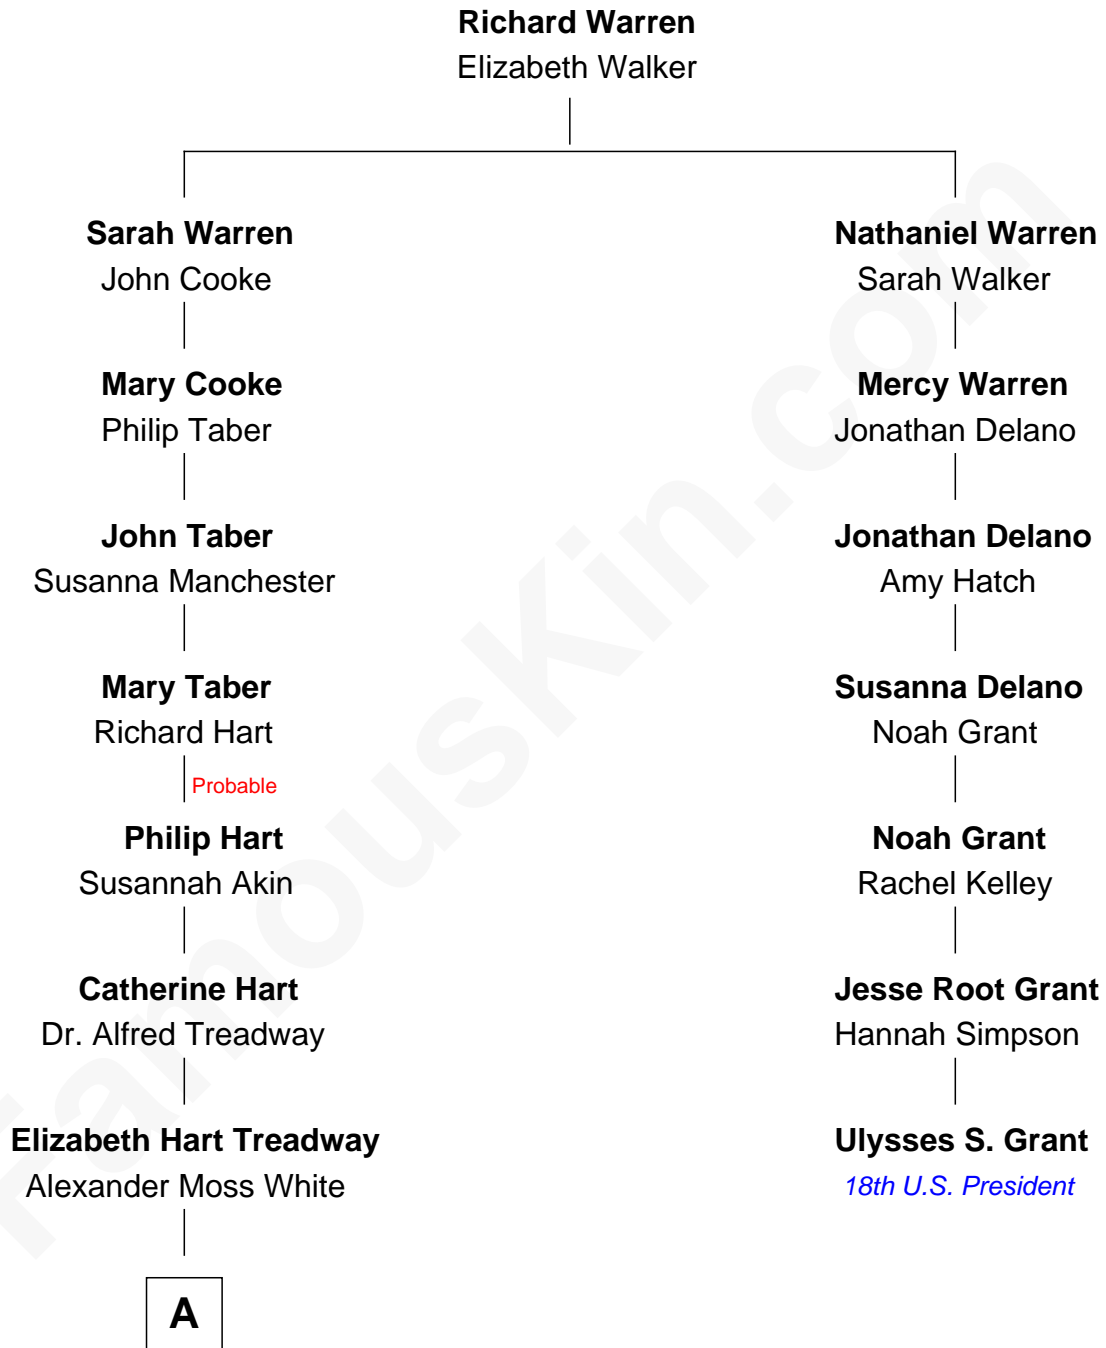 Richard Warren
Elizabeth Walker
Sarah Warren
John Cooke
Nathaniel Warren
Sarah Walker
Mary Cooke
Philip Taber
Mercy Warren
Jonathan Delano
John Taber
Susanna Manchester
Jonathan Delano
Amy Hatch
Mary Taber
Richard Hart
Susanna Delano
Noah Grant
Probable
Philip Hart
Susannah Akin
Noah Grant
Rachel Kelley
Catherine Hart
Dr. Alfred Treadway
Jesse Root Grant
Hannah Simpson
Elizabeth Hart Treadway
Alexander Moss White
Ulysses S. Grant
18th U.S. President
A
FamousKin.com